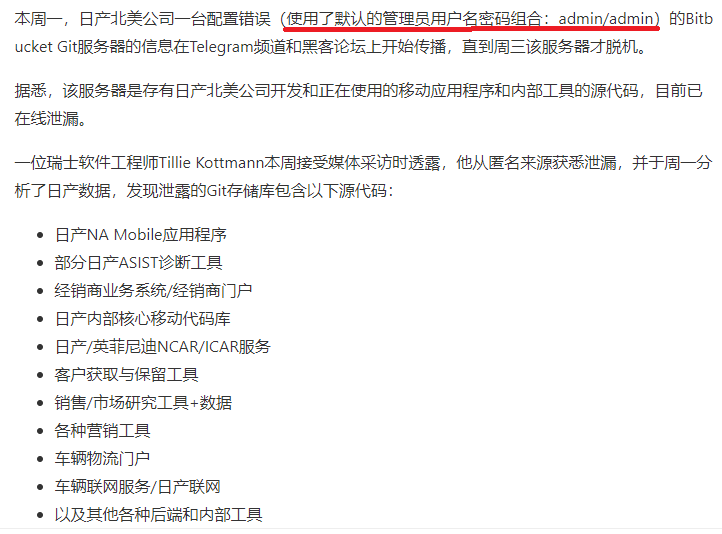 本周一，日产北美公司一台配置错误（使用了默认的管理员用户名密码组合：admin/admin）的Bitb
ucket Git服务器的信息在Telegram频道和黑客论坛上开始传播，直到周三该服务器才脱机。
据悉，该服务器是存有日产北美公司开发和正在使用的移动应用程序和内部工具的源代码，目前已
在线泄漏。
一位瑞士软件工程师Tillie Kottmann本周接受媒体采访时透露，他从匿名来源获悉泄漏，并于周一分
析了日产数据，发现泄露的Git存储库包含以下源代码：
• 日产NA Mobile应用程序
• 部分日产ASIST诊断工具
• 经销商业务系统/经销商门户
• 日产内部核心移动代码库
• 日产/英菲尼迪NCAR/ICAR服务
• 客户获取与保留工具
• 销售/市场研究工具+数据
• 各种营销工具
• 车辆物流门户
• 车辆联网服务/日产联网
• 以及其他各种后端和内部工具